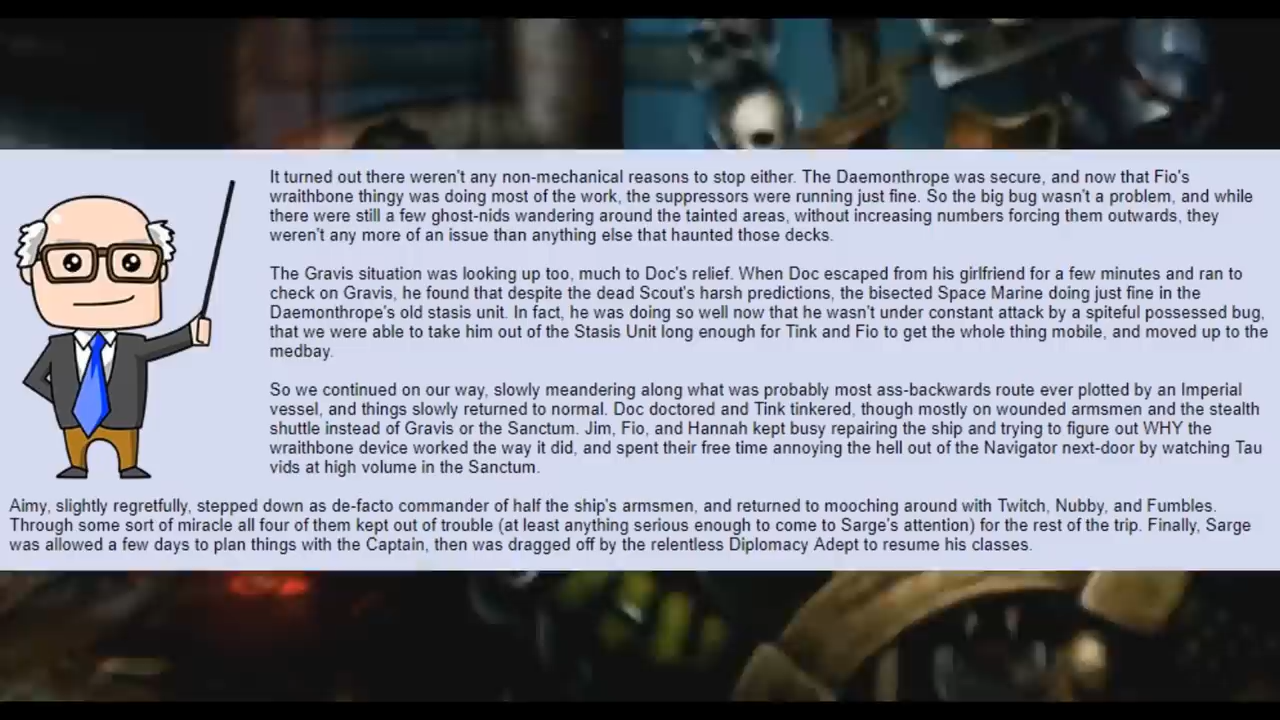 It turned out there weren't any non-mechanical reasons to stop either. The Daemonthrope was secure, and now that Fio's
wraithbone thingy was doing most of the work, the suppressors were running just fine. So the big bug wasn't a problem, and while
there were still a few ghost-nids wandering around the tainted areas, without increasing numbers forcing them outwards, they
weren't any more of an issue than anything else that haunted those decks.
The Gravis situation was looking up too, much to Doc's relief. When Doc escaped from his girlfriend for a few minutes and ran to
check on Gravis, he found that despite the dead Scout's harsh predictions, the bisected Space Marine doing just fine in the
Daemonthrope's old stasis unit. In fact, he was doing so well now that he wasn't under constant attack by a spiteful possessed bug,
that we were able to take him out of the Stasis Unit long enough for Tink and Fio to get the whole thing mobile, and moved up to the
medbay.
So we continued on our way, slowly meandering along what was probably most ass-backwards route ever plotted by an Imperial
vessel, and things slowly returned to normal. Doc doctored and Tink tinkered, though mostly on wounded armsmen and the stealth
shuttle instead of Gravis or the Sanctum. Jim, Fio, and Hannah kept busy repairing the ship and trying to figure out WHY the
wraithbone device worked the way it did, and spent their free time annoying the hell out of the Navigator next-door by watching Tau
vids at high volume in the Sanctum.
Aimy, slightly regretfully, stepped down as de-facto commander of half the ship's armsmen, and returned to mooching around with Twitch, Nubby, and Fumbles.
Through some sort of miracle all four of them kept out of trouble (at least anything serious enough to come to Sarge's attention) for the rest of the trip. Finally, Sarge
was allowed a few days to plan things with the Captain, then was dragged off by the relentless Diplomacy Adept to resume his classes.